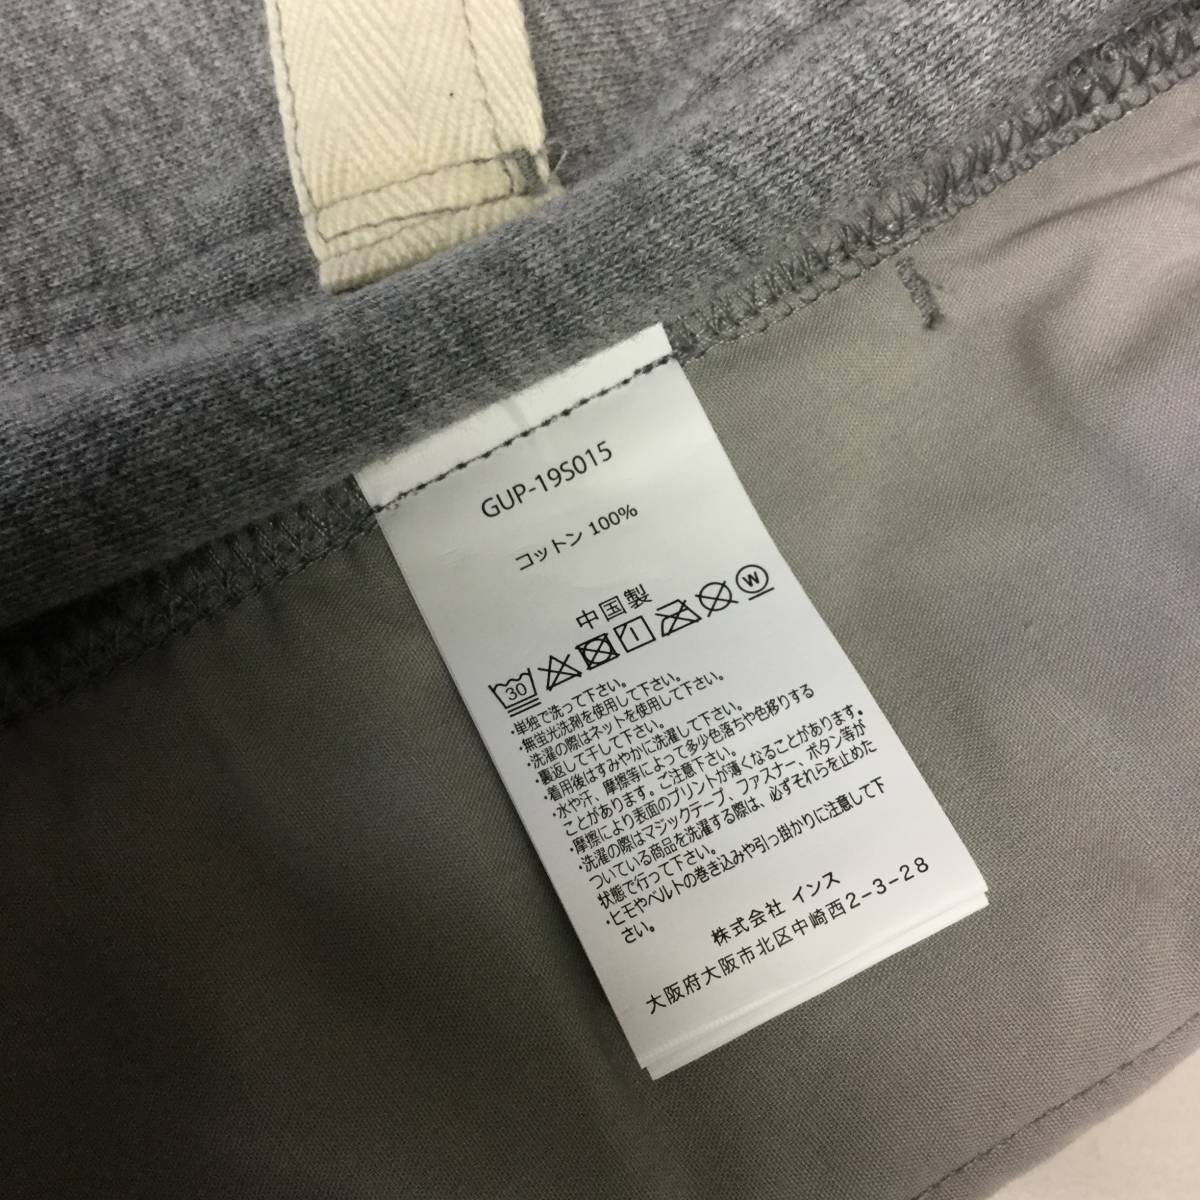 GUP-19S015
コットン 100%
中国製
30 W
・単独で洗って下さい。
・無蛍光洗剤を使用して下さい。
・洗濯の際はネットを使用して下さい。
・裏返して干して下さい。
・着用後はすみやかに洗濯して下さい。
・水や汗、摩擦等によって多少色落ちや色移りする
ことがあります。ご注意下さい。
・摩擦により表面のプリントが薄くなることがあります。
・洗濯の際はマジックテープ、ファスナー、ボタン等が
ついている商品を洗濯する際は、必ずそれらを止めた
状態で行って下さい。
・ヒモやベルトの巻き込みや引っ掛かりに注意して下
さい。
株式会社 インス
大阪府大阪市北区中崎西2-3-28